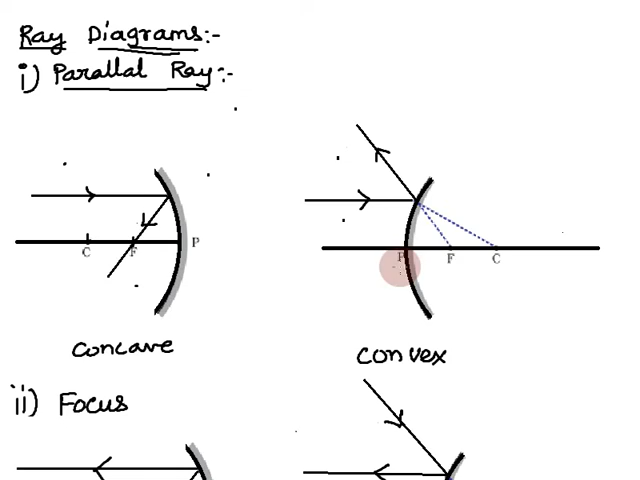 Ray Diagrams:-
i) Parallal Ray:-
C F P
P F C
Concave
Convex
ii) Focus